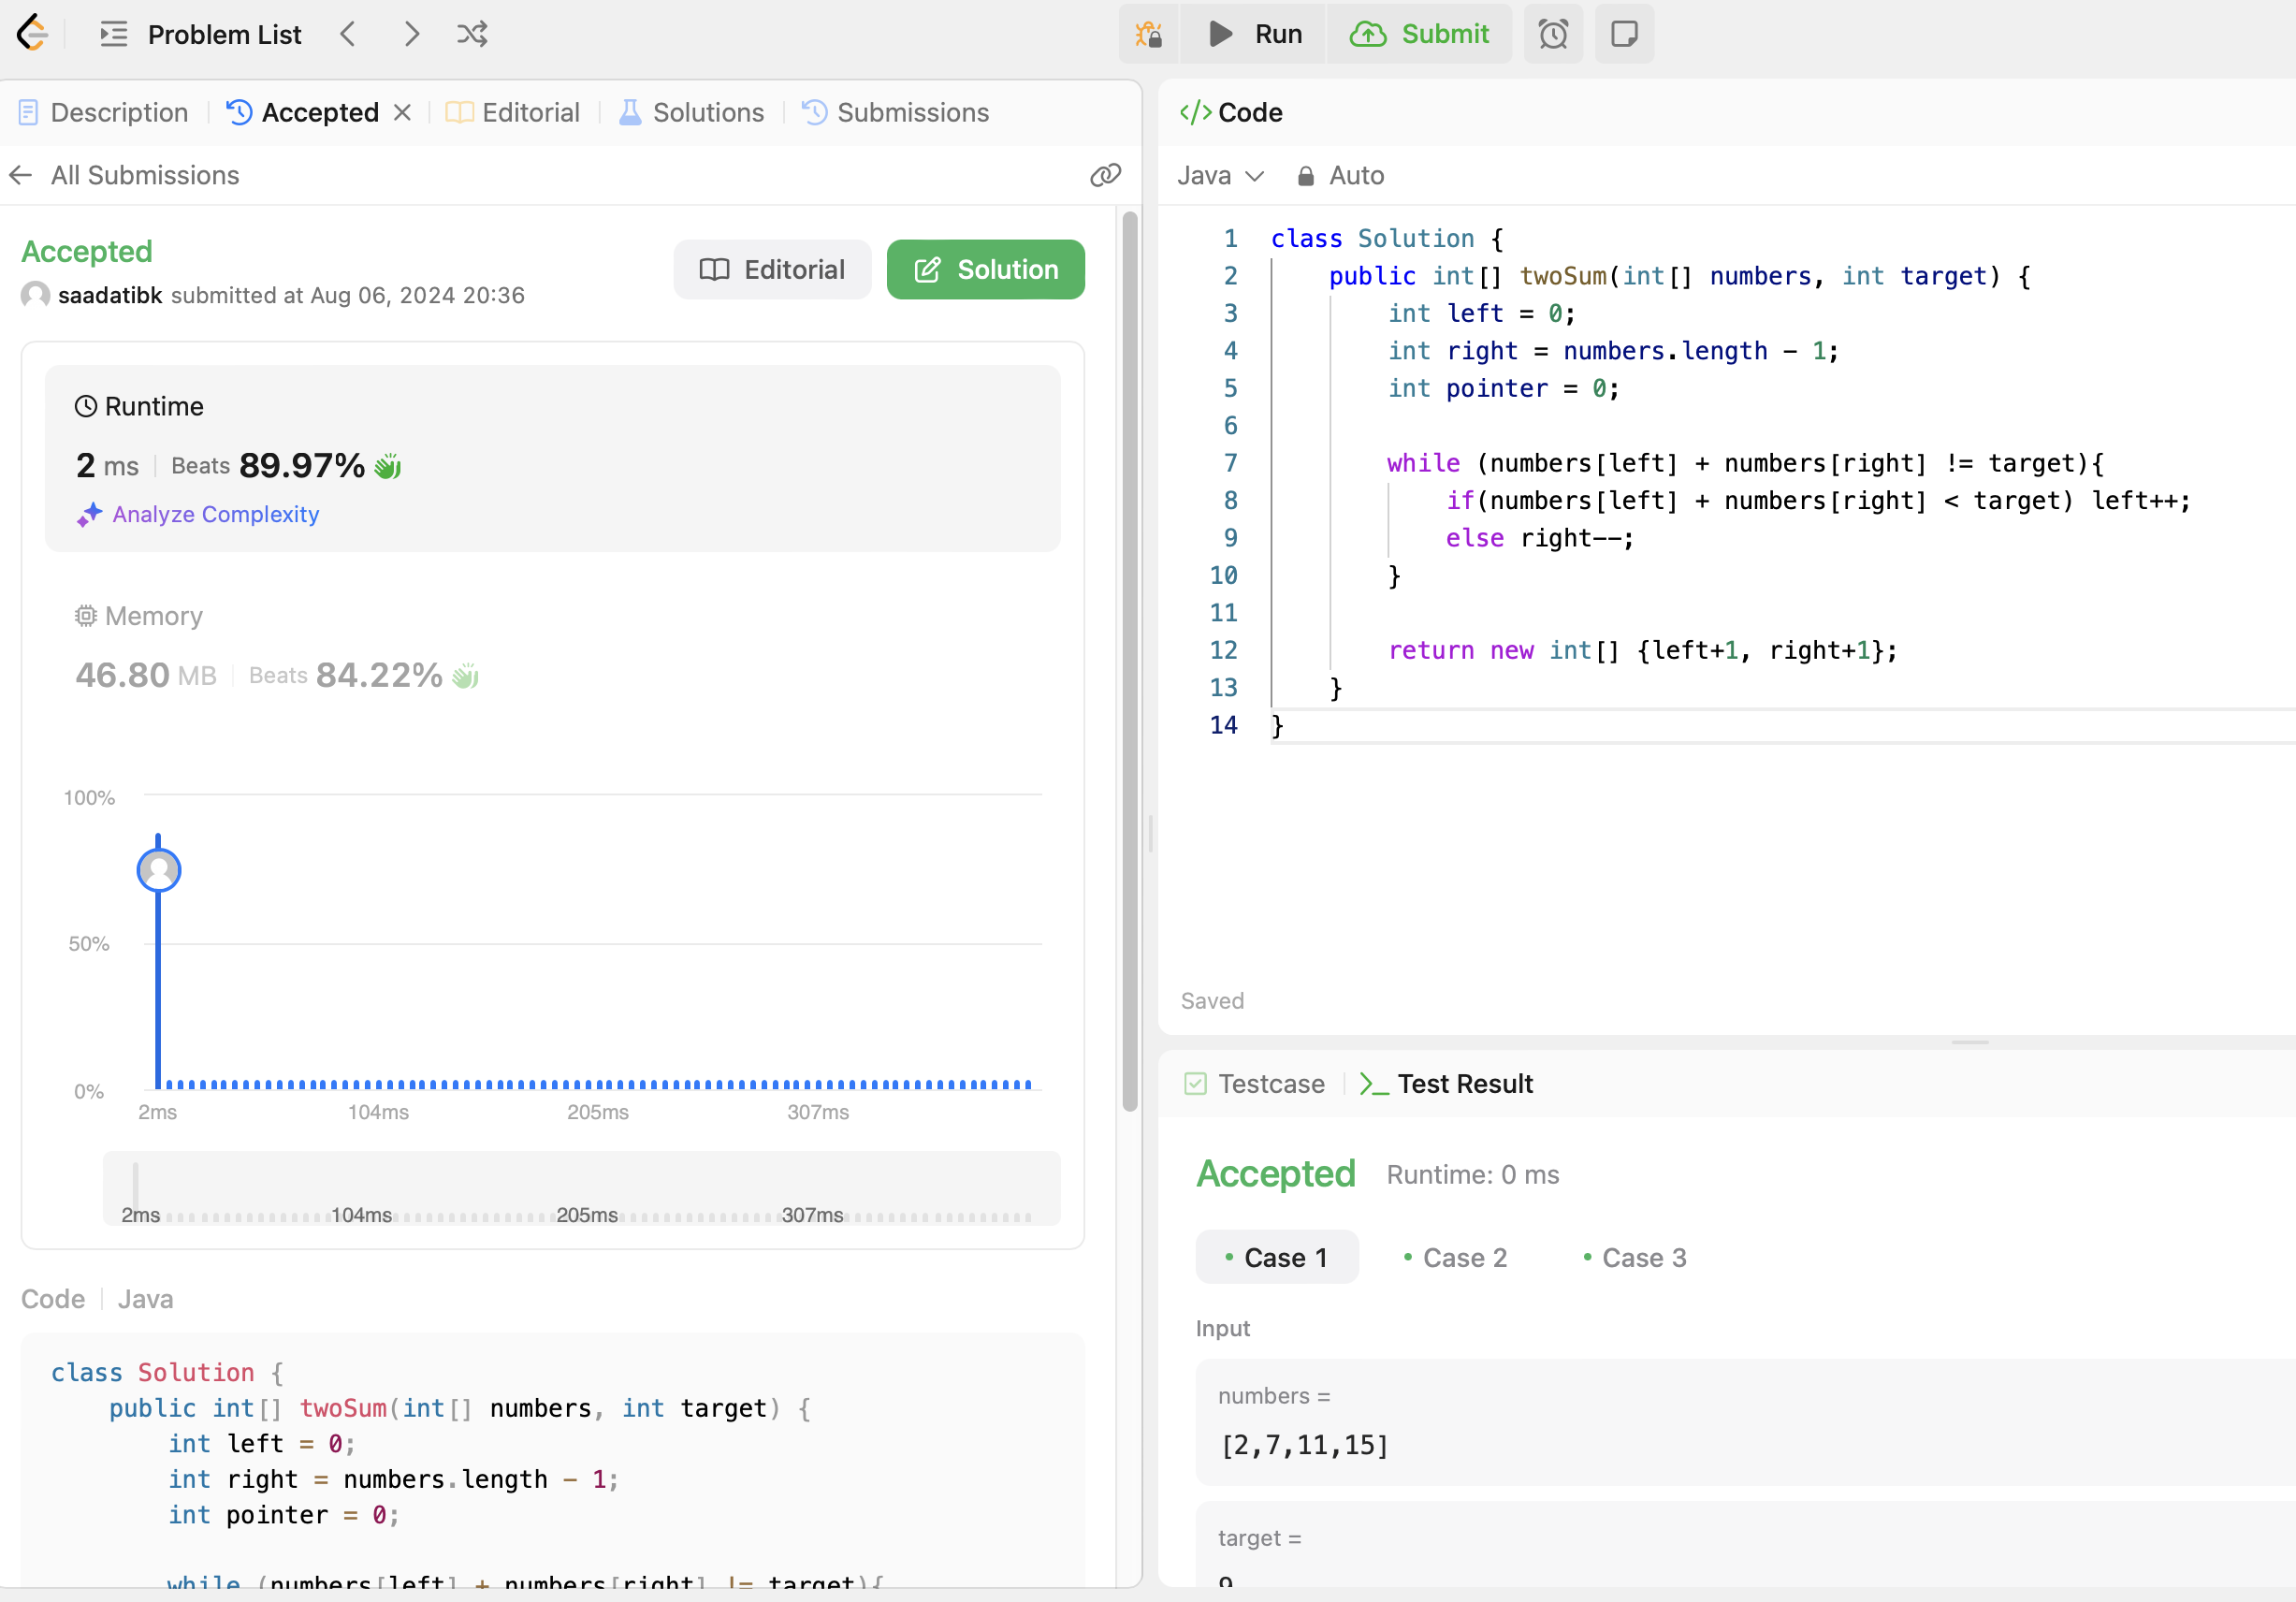 Problem List
Run
Submit
Description
Accepted
Editorial
Solutions
Submissions
All Submissions
Accepted
saadatibk submitted at Aug 06, 2024 20:36
Editorial
Solution
Runtime
2 ms
Beats 89.97%
Analyze Complexity
Memory
46.80 MB
Beats 84.22%
100%
50%
0%
2ms 104ms 205ms 307ms
2ms 104ms 205ms 307ms
Code
Java
class Solution {
    public int[] twoSum(int[] numbers, int target) {
        int left = 0;
        int right = numbers.length - 1;
        int pointer = 0;
        while (numbers[left] + numbers[right] != target){
</> Code
Java
Auto
1 class Solution {
2     public int[] twoSum(int[] numbers, int target) {
3         int left = 0;
4         int right = numbers.length - 1;
5         int pointer = 0;
6
7         while (numbers[left] + numbers[right] != target){
8             if(numbers[left] + numbers[right] < target) left++;
9             else right--;
10         }
11
12         return new int[] {left+1, right+1};
13     }
14 }
Saved
Testcase
Test Result
Accepted
Runtime: 0 ms
• Case 1
• Case 2
• Case 3
Input
numbers =
[2,7,11,15]
target =
9